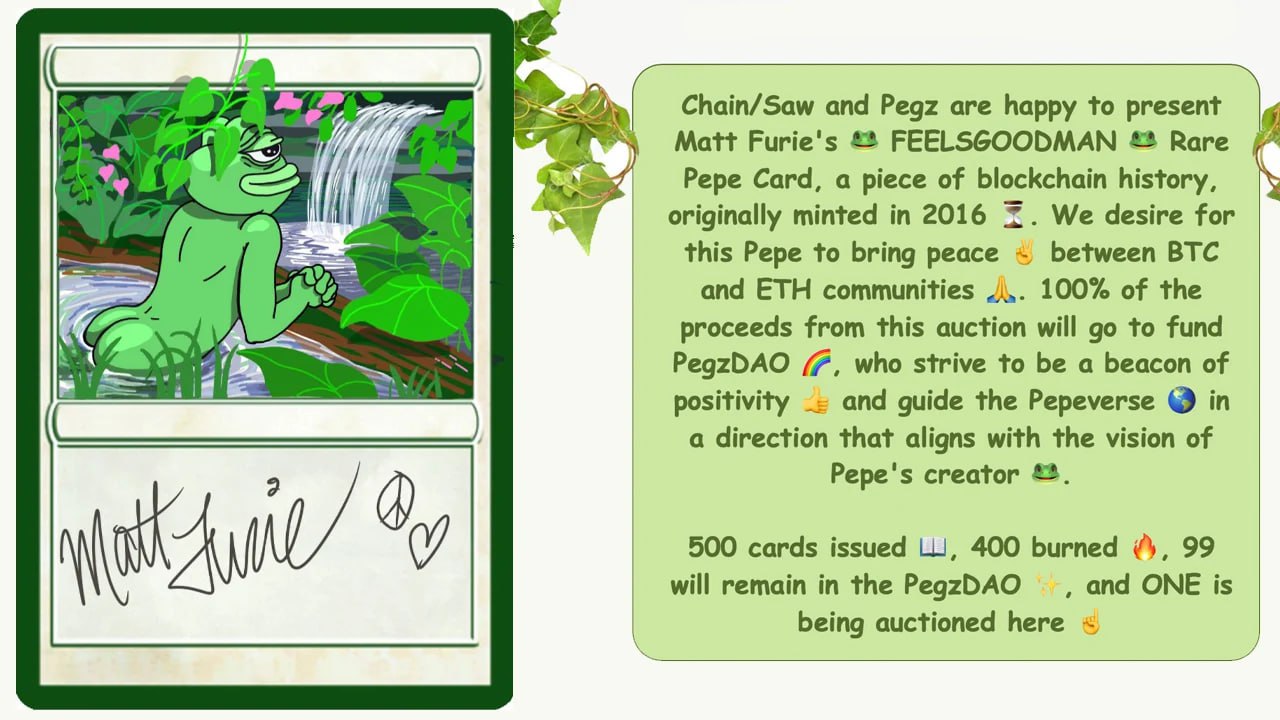 Matt Furie
Chain/Saw and Pegz are happy to present
Matt Furie's 🐸 FEELSGOODMAN 🐸 Rare
Pepe Card, a piece of blockchain history,
originally minted in 2016 ⏳. We desire for
this Pepe to bring peace ✌️ between BTC
and ETH communities 🙏. 100% of the
proceeds from this auction will go to fund
PegzDAO 🌈, who strive to be a beacon of
positivity 👍 and guide the Pepeverse 🌎 in
a direction that aligns with the vision of
Pepe's creator 🐸.
500 cards issued 📖, 400 burned 🔥, 99
will remain in the PegzDAO ✨, and ONE is
being auctioned here ☝️